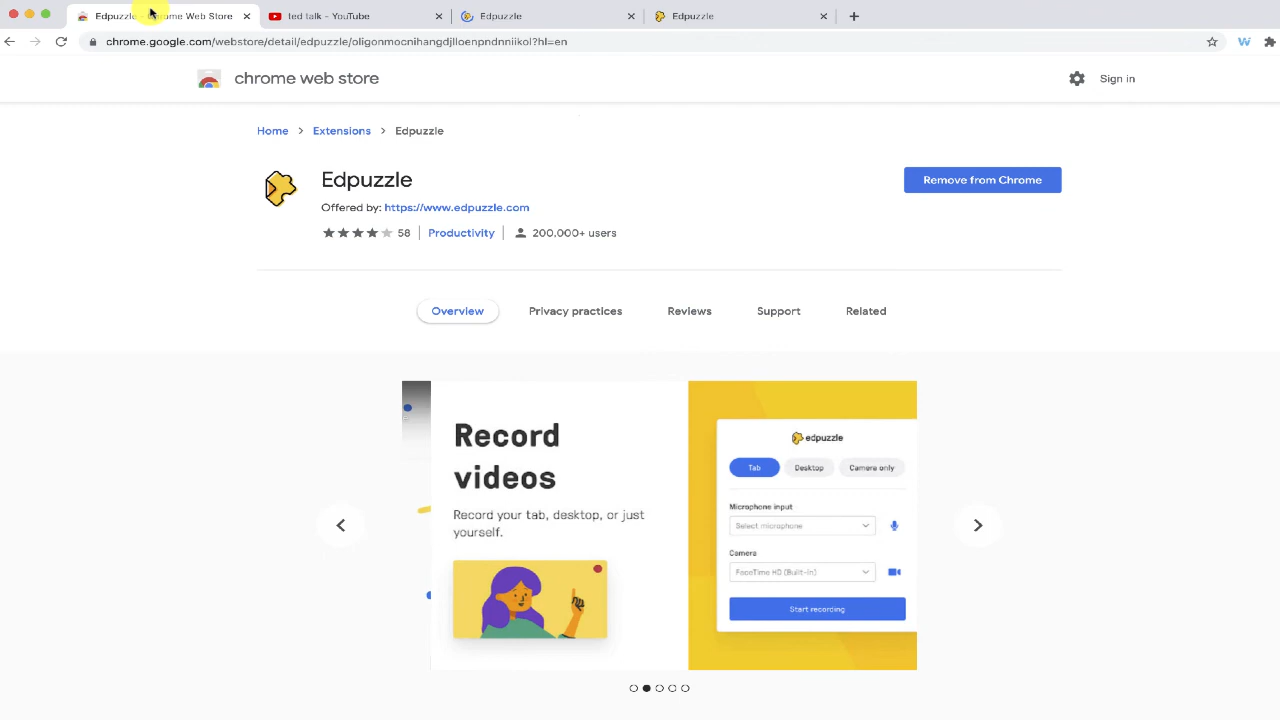 Edpuzzle - Chrome Web Store
ted talk - YouTube
Edpuzzle
Edpuzzle
chrome.google.com/webstore/detail/edpuzzle/oligonmocnihangdjlloenpndnniikol?hl=en
chrome web store
Sign in
Home > Extensions > Edpuzzle
Edpuzzle
Remove from Chrome
Offered by: https://www.edpuzzle.com
58 Productivity 200,000+ users
Overview Privacy practices Reviews Support Related
Record
videos
Record your tab, desktop, or just
yourself.
edpuzzle
Tab Desktop Camera only
Microphone input
Select microphone
Camera
FaceTime HD (Built-in)
Start recording